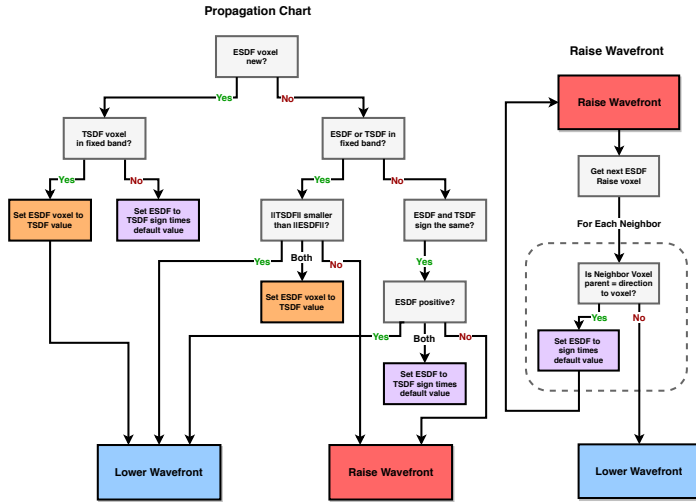 Propagation Chart
ESDF voxel
new?
Yes
No
TSDF voxel
in fixed band?
ESDF or TSDF in
fixed band?
Yes
No
Yes
No
Set ESDF voxel to
TSDF value
Set ESDF to
TSDF sign times
default value
||TSDF|| smaller
than ||ESDF||?
ESDF and TSDF
sign the same?
Yes
Both
No
Yes
Set ESDF voxel to
TSDF value
ESDF positive?
Yes
Both
No
Set ESDF to
TSDF sign times
default value
Lower Wavefront
Raise Wavefront
Raise Wavefront
Raise Wavefront
Get next ESDF
Raise voxel
For Each Neighbor
Is Neighbor Voxel
parent = direction
to voxel?
Yes
No
Set ESDF to
sign times
default value
Lower Wavefront